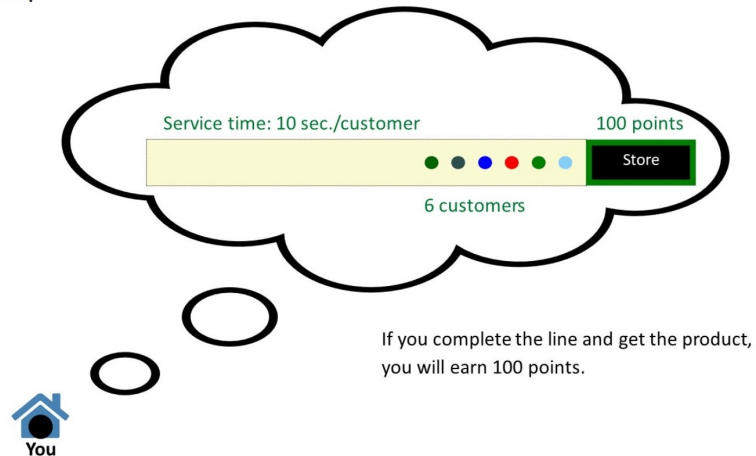 Service time: 10 sec./customer
100 points
Store
6 customers
If you complete the line and get the product,
you will earn 100 points.
You